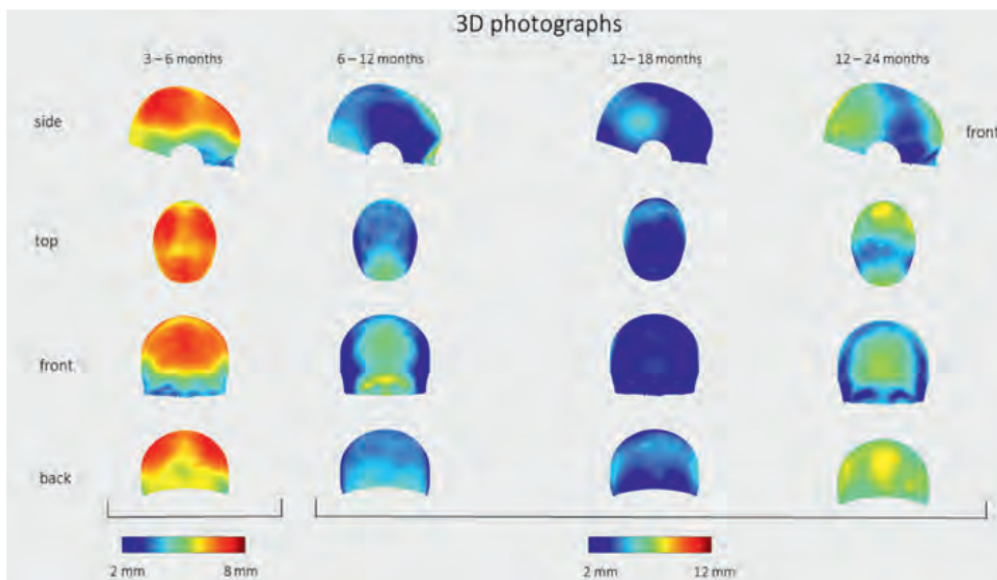 3D photographs
3 – 6 months
6 – 12 months
12– 18 months
12 – 24 months
side
front
top
front
back
2 mm
8 mm
2 mm
12 mm